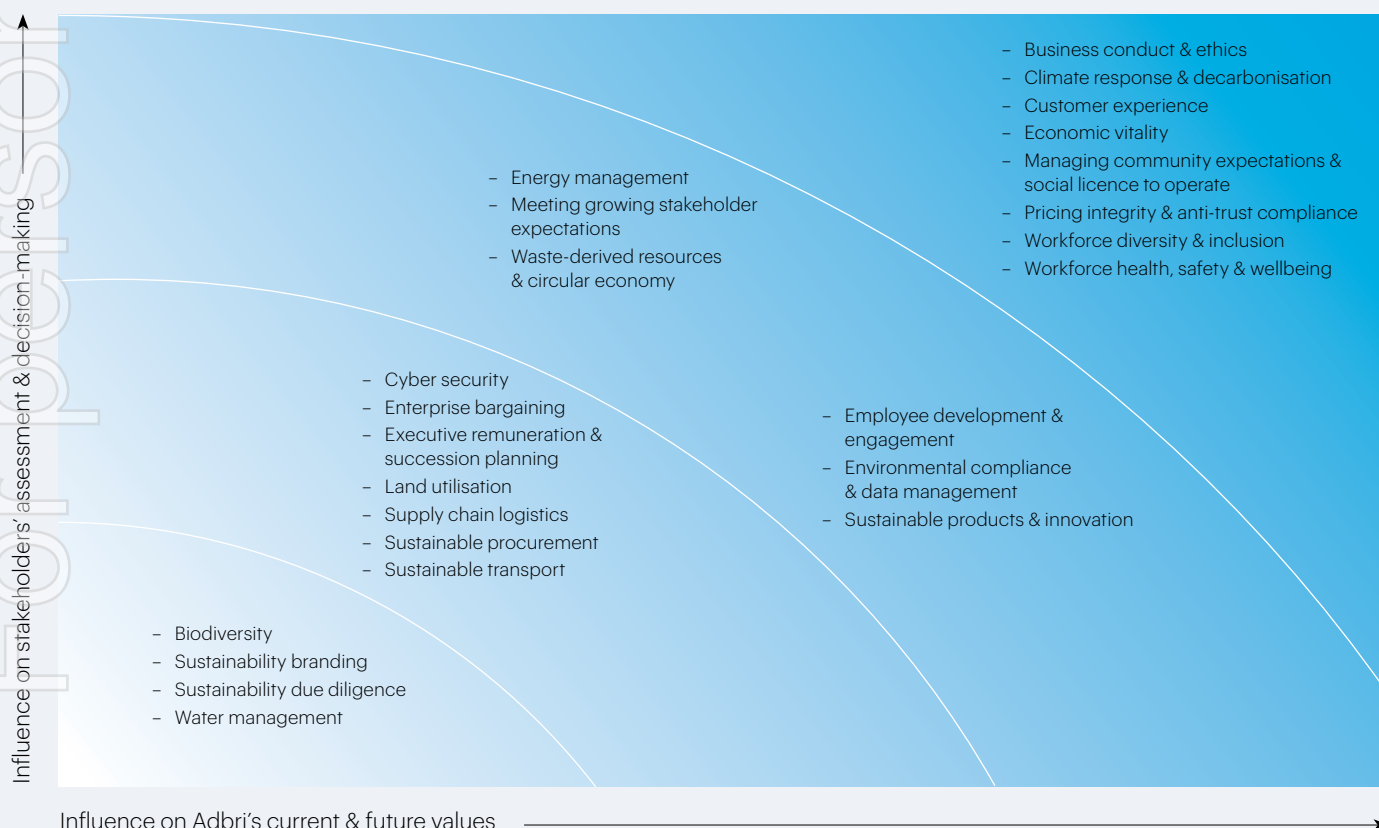 – Business conduct & ethics
– Climate response & decarbonisation
– Customer experience
– Economic vitality
– Managing community expectations &
social licence to operate
– Pricing integrity & anti-trust compliance
– Workforce diversity & inclusion
– Workforce health, safety & wellbeing
– Energy management
– Meeting growing stakeholder
expectations
– Waste-derived resources
& circular economy
– Cyber security
– Enterprise bargaining
– Executive remuneration &
succession planning
– Land utilisation
– Supply chain logistics
– Sustainable procurement
– Sustainable transport
– Employee development &
engagement
– Environmental compliance
& data management
– Sustainable products & innovation
– Biodiversity
– Sustainability branding
– Sustainability due diligence
– Water management
Influence on stakeholders' assessment & decision-making
Influence on Adbri's current & future values
For person